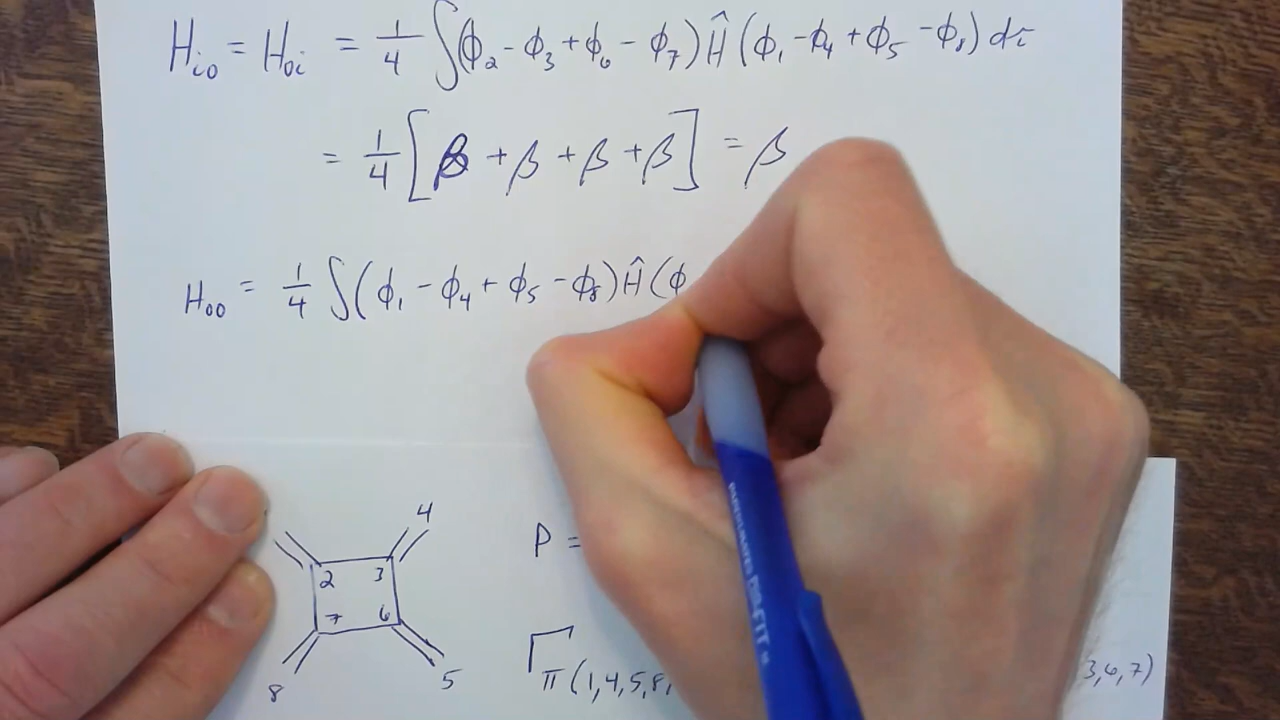 H_{i0} = H_{0i} = 1/4 ∫(ϕ_2 - ϕ_3 + ϕ_6 - ϕ_7) Ĥ (ϕ_1 - ϕ_4 + ϕ_5 - ϕ_8) dτ
= 1/4 [β + β + β + β] = β
H_{00} = 1/4 ∫(ϕ_1 - ϕ_4 + ϕ_5 - ϕ_8) Ĥ (ϕ
4
P =
2 3
7 6
8 5
Γ_π (1,4,5,8, 3,6,7)